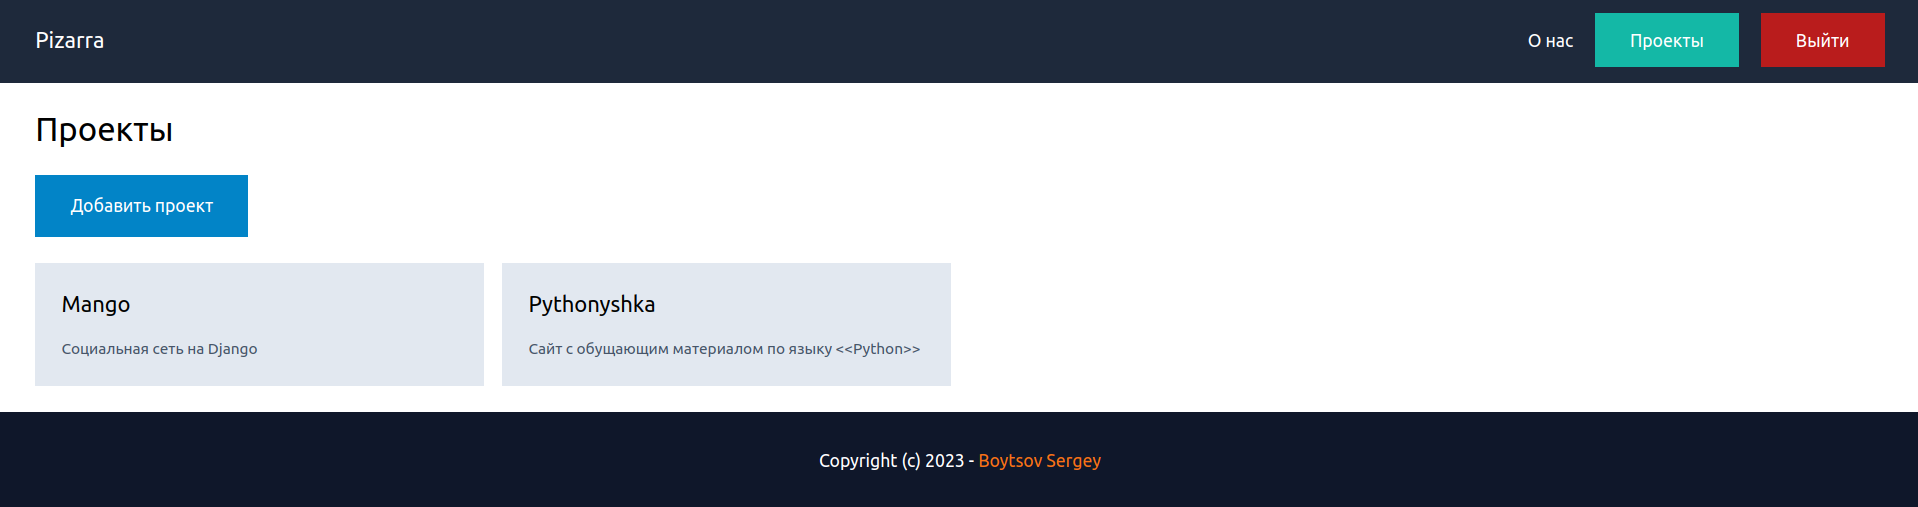 Pizarra
О нас
Проекты
Выйти
Проекты
Добавить проект
Mango
Социальная сеть на Django
Pythonyshka
Сайт с обущающим материалом по языку <<Python>>
Copyright (c) 2023 - Boytsov Sergey